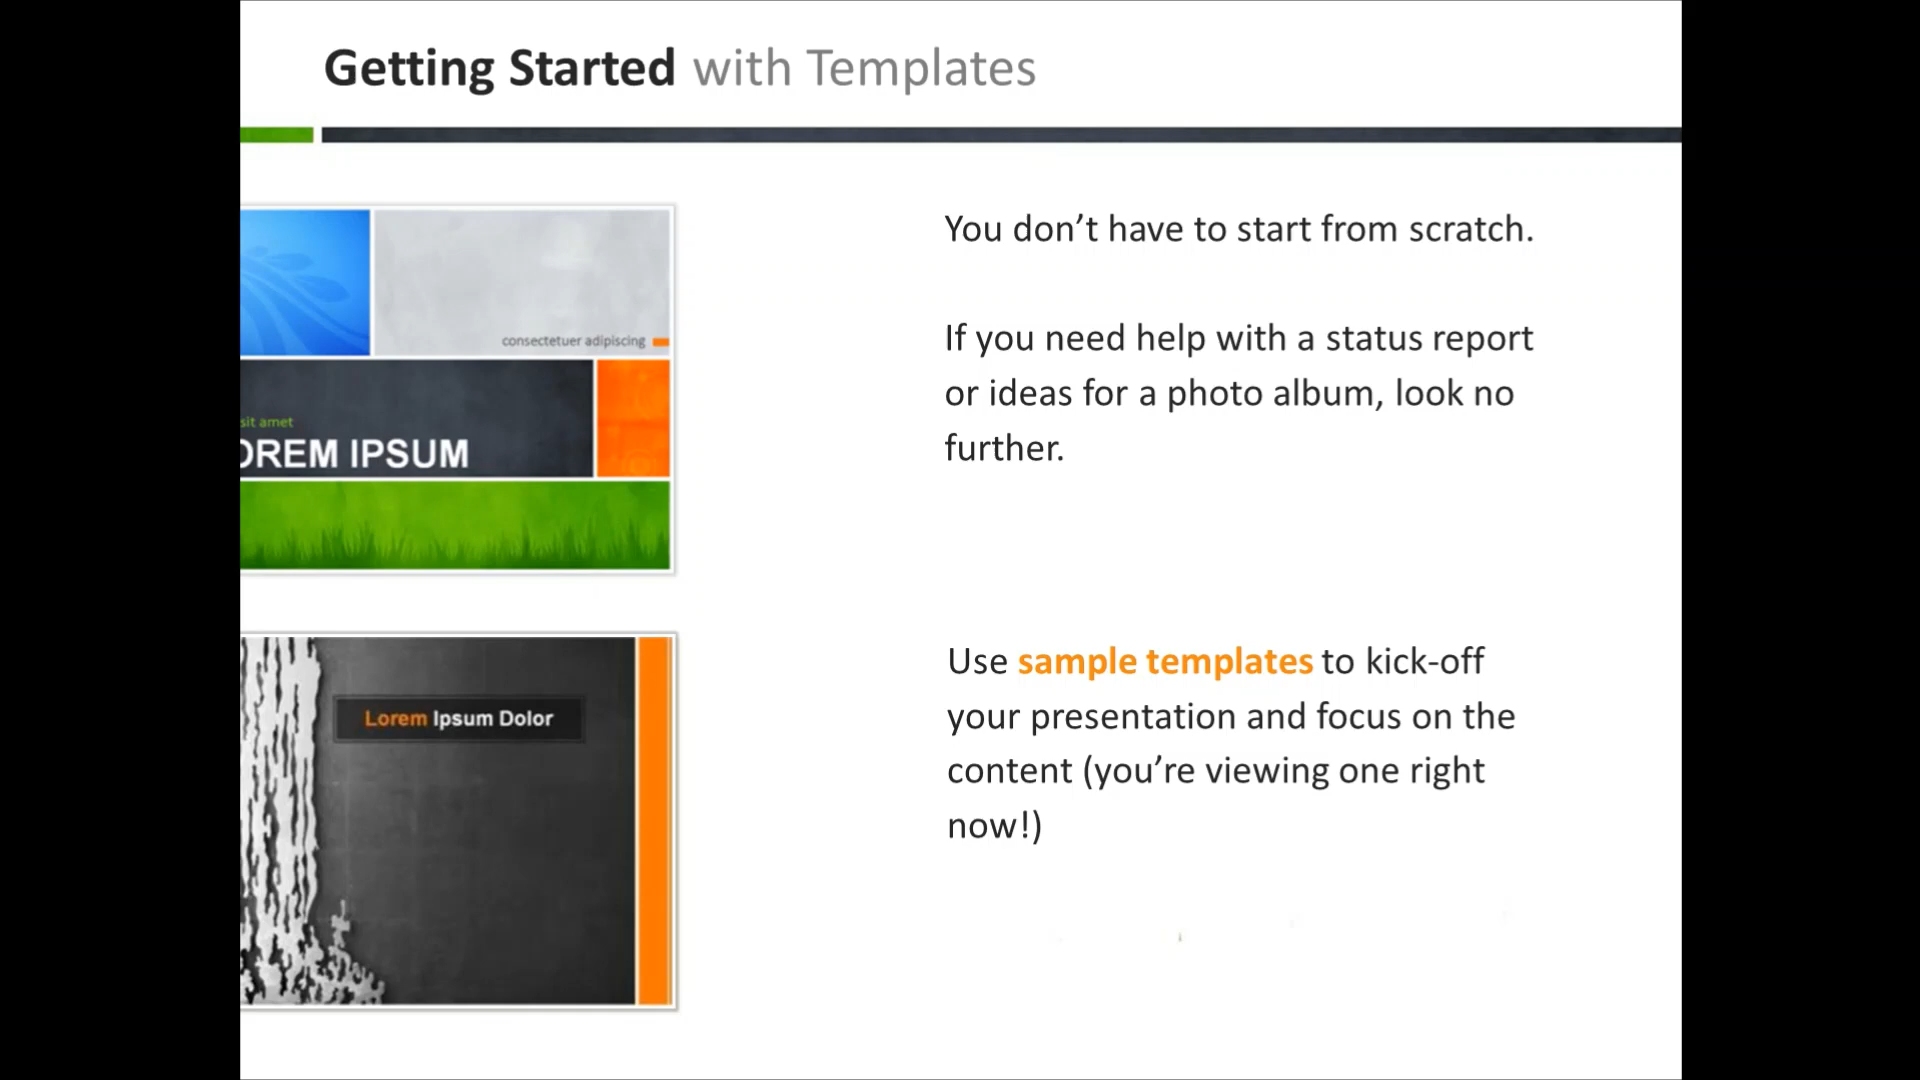 Getting Started with Templates
You don’t have to start from scratch.
If you need help with a status report
or ideas for a photo album, look no
further.
consectetuer adipiscing
sit amet
OREM IPSUM
Use sample templates to kick-off
your presentation and focus on the
content (you’re viewing one right
now!)
Lorem Ipsum Dolor